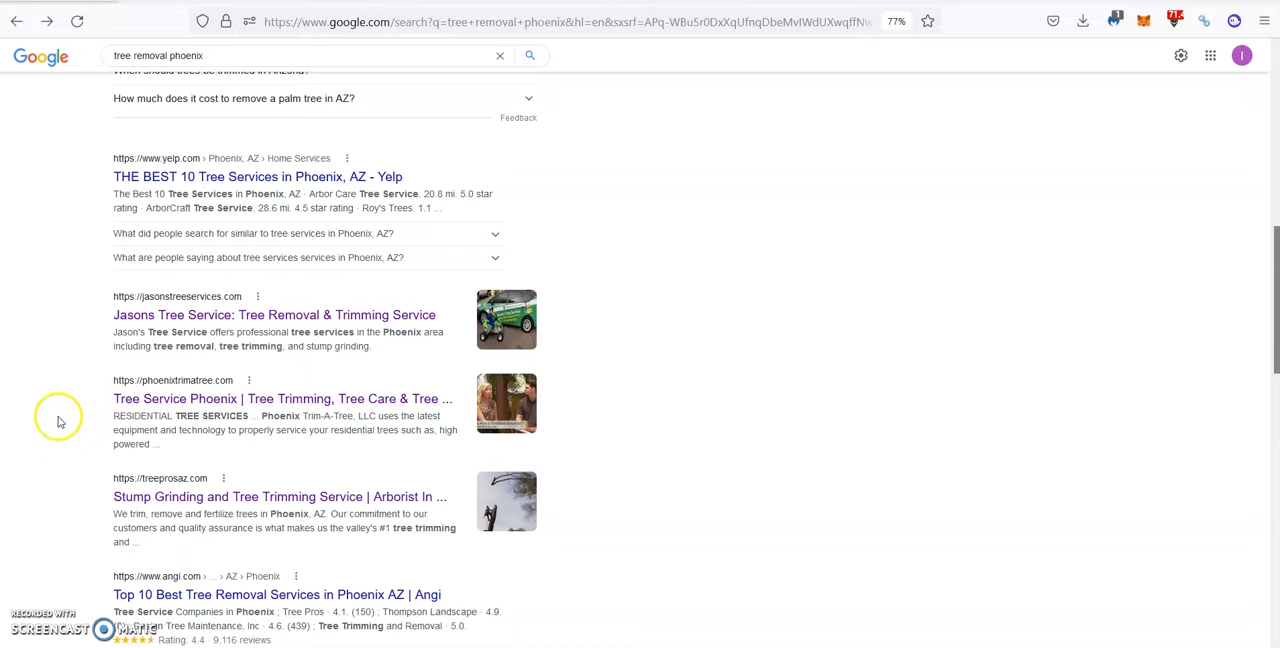 https://www.google.com/search?q=tree+removal+phoenix&hl=en&sxsrf=APq-WBu5r0DxXqUfnqDbeMvIWdUXwqffNw
77%
1
71
Google
tree removal phoenix
I
When should trees be trimmed in Arizona?
How much does it cost to remove a palm tree in AZ?
Feedback
https://www.yelp.com › Phoenix, AZ › Home Services
THE BEST 10 Tree Services in Phoenix, AZ - Yelp
The Best 10 Tree Services in Phoenix, AZ · Arbor Care Tree Service. 20.8 mi. 5.0 star
rating · ArborCraft Tree Service. 28.6 mi. 4.5 star rating · Roy's Trees. 1.1 ...
What did people search for similar to tree services in Phoenix, AZ?
What are people saying about tree services services in Phoenix, AZ?
https://jasonstreeservices.com
Jasons Tree Service: Tree Removal & Trimming Service
Jason's Tree Service offers professional tree services in the Phoenix area
including tree removal, tree trimming, and stump grinding.
https://phoenixtrimatree.com
Tree Service Phoenix | Tree Trimming, Tree Care & Tree ...
RESIDENTIAL TREE SERVICES ... Phoenix Trim-A-Tree, LLC uses the latest
equipment and technology to properly service your residential trees such as, high
powered ...
https://treeprosaz.com
Stump Grinding and Tree Trimming Service | Arborist In ...
We trim, remove and fertilize trees in Phoenix, AZ. Our commitment to our
customers and quality assurance is what makes us the valley's #1 tree trimming
and ...
https://www.angi.com › ... › AZ › Phoenix
Top 10 Best Tree Removal Services in Phoenix AZ | Angi
Tree Service Companies in Phoenix ; Tree Pros · 4.1. (150) ; Thompson Landscape · 4.9.
Tree Maintenance, Inc · 4.6. (439) ; Tree Trimming and Removal · 5.0.
Rating: 4.4 · 9,116 reviews
RECORDED WITH
SCREENCAST MATIC